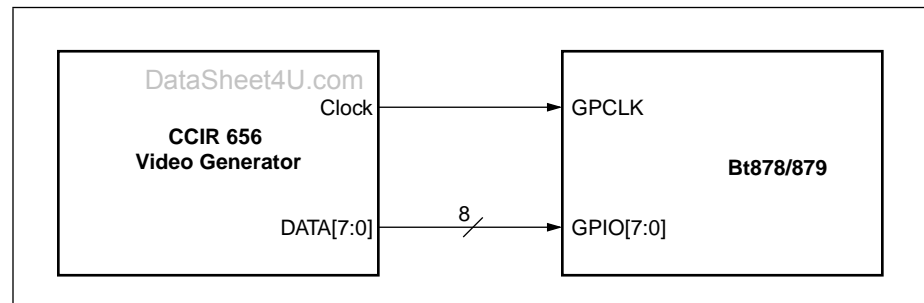 DataSheet4U.com
Clock
GPCLK
CCIR 656
Video Generator
Bt878/879
DATA[7:0]
8
GPIO[7:0]